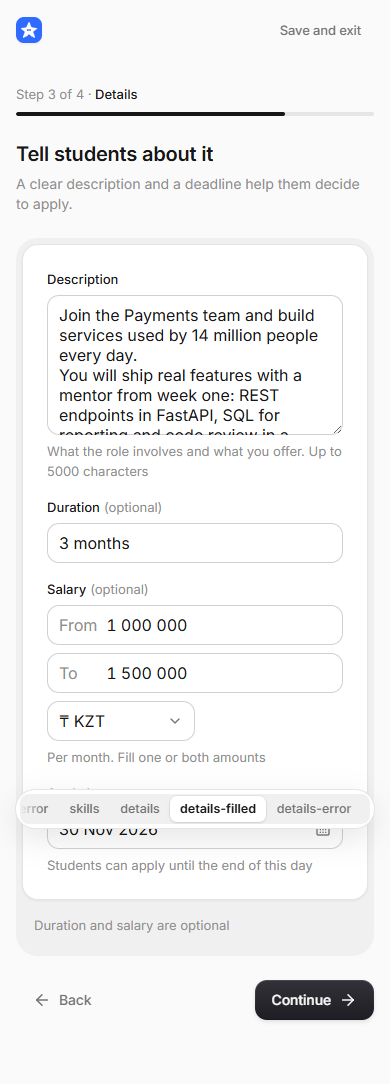 Save and exit
Step 3 of 4 · Details
Tell students about it
A clear description and a deadline help them decide
to apply.
Description
Join the Payments team and build
services used by 14 million people
every day.
You will ship real features with a
mentor from week one: REST
endpoints in FastAPI, SQL for
reporting and code review in a
What the role involves and what you offer. Up to
5000 characters
Duration (optional)
3 months
Salary (optional)
From 1 000 000
To 1 500 000
₸ KZT
Per month. Fill one or both amounts
skills details details-filled details-error
30 Nov 2026
Students can apply until the end of this day
Duration and salary are optional
Back
Continue